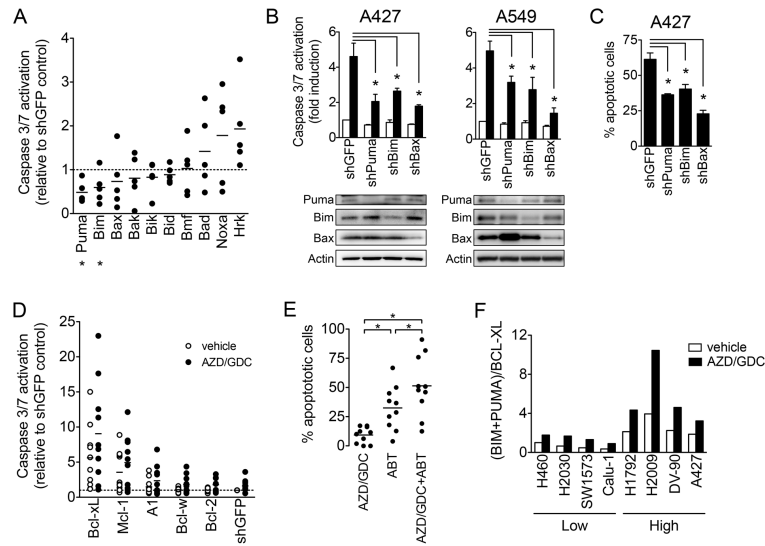 A
Caspase 3/7 activation
(relative to shGFP control)
6
4
2
1
0
Puma
Bim
Bax
Bak
Bik
Bid
Bmf
Bad
Noxa
Hrk
*
*
B
A427
A549
Caspase 3/7 activation
(fold induction)
6
4
2
0
*
*
*
shGFP
shPuma
shBim
shBax
6
4
2
0
*
*
*
shGFP
shPuma
shBim
shBax
Puma
Bim
Bax
Actin
Puma
Bim
Bax
Actin
C
A427
% apoptotic cells
75
50
25
0
*
*
*
shGFP
shPuma
shBim
shBax
D
Caspase 3/7 activation
(relative to shGFP control)
25
20
15
10
5
1
0
vehicle
AZD/GDC
Bcl-xL
Mcl-1
A1
Bcl-w
Bcl-2
shGFP
E
% apoptototic cells
100
75
50
25
0
*
*
*
AZD/GDC
ABT
AZD/GDC+ABT
F
(BIM+PUMA)/BCL-XL
12
8
4
0
vehicle
AZD/GDC
H460
H2030
SW1573
Calu-1
H1792
H2009
DV-90
A427
Low
High